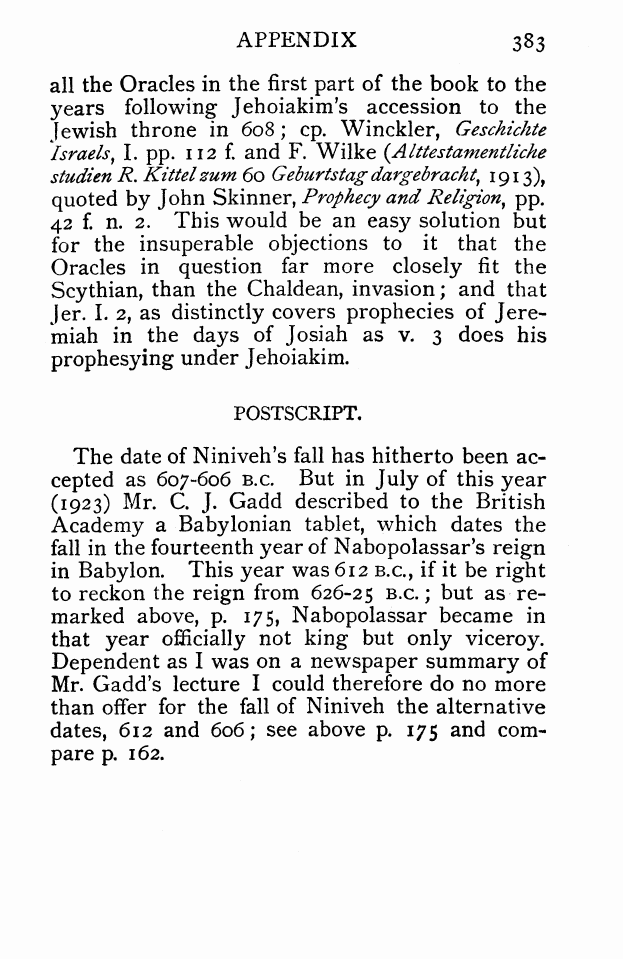 APPENDIX 383
all the Oracles in the first part of the book to the
years following Jehoiakim's accession to the
Jewish throne in 608; cp. Winckler, Geschichte
Israels, I. pp. 112 f. and F. Wilke (Alttestamentliche
studien R. Kittel zum 60 Geburtstag dargebracht, 1913),
quoted by John Skinner, Prophecy and Religion, pp.
42 f. n. 2. This would be an easy solution but
for the insuperable objections to it that the
Oracles in question far more closely fit the
Scythian, than the Chaldean, invasion; and that
Jer. I. 2, as distinctly covers prophecies of Jere-
miah in the days of Josiah as v. 3 does his
prophesying under Jehoiakim.
POSTSCRIPT.
The date of Niniveh's fall has hitherto been ac-
cepted as 607-606 B.C. But in July of this year
(1923) Mr. C. J. Gadd described to the British
Academy a Babylonian tablet, which dates the
fall in the fourteenth year of Nabopolassar's reign
in Babylon. This year was 612 B.C., if it be right
to reckon the reign from 626-25 B.C.; but as re-
marked above, p. 175, Nabopolassar became in
that year officially not king but only viceroy.
Dependent as I was on a newspaper summary of
Mr. Gadd's lecture I could therefore do no more
than offer for the fall of Niniveh the alternative
dates, 612 and 606; see above p. 175 and com-
pare p. 162.